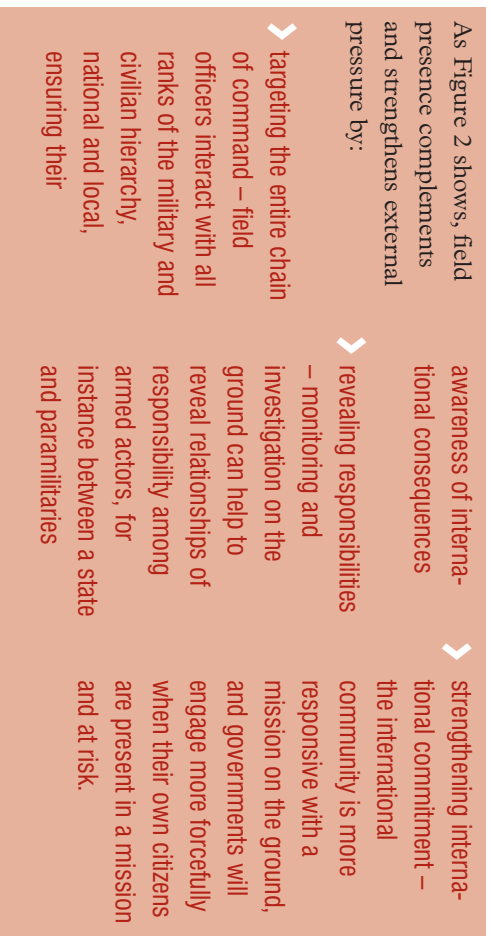 As Figure 2 shows, field
presence complements
and strengthens external
pressure by:
targeting the entire chain
of command – field
officers interact with all
ranks of the military and
civilian hierarchy,
national and local,
ensuring their
awareness of interna-
tional consequences
revealing responsibilities
– monitoring and
investigation on the
ground can help to
reveal relationships of
responsibility among
armed actors, for
instance between a state
and paramilitaries
strengthening interna-
tional commitment –
the international
community is more
responsive with a
mission on the ground,
and governments will
engage more forcefully
when their own citizens
are present in a mission
and at risk.